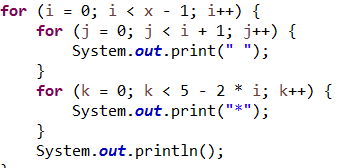 for (i = 0; i < x - 1; i++) {
    for (j = 0; j < i + 1; j++) {
        System.out.print(" ");
    }
    for (k = 0; k < 5 - 2 * i; k++) {
        System.out.print("*");
    }
    System.out.println();